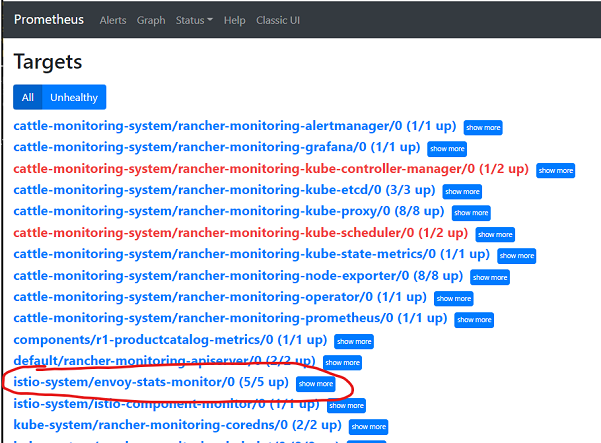 Prometheus Alerts Graph Status Help Classic UI
Targets
All Unhealthy
cattle-monitoring-system/rancher-monitoring-alertmanager/0 (1/1 up) show more
cattle-monitoring-system/rancher-monitoring-grafana/0 (1/1 up) show more
cattle-monitoring-system/rancher-monitoring-kube-controller-manager/0 (1/2 up) show more
cattle-monitoring-system/rancher-monitoring-kube-etcd/0 (3/3 up) show more
cattle-monitoring-system/rancher-monitoring-kube-proxy/0 (8/8 up) show more
cattle-monitoring-system/rancher-monitoring-kube-scheduler/0 (1/2 up) show more
cattle-monitoring-system/rancher-monitoring-kube-state-metrics/0 (1/1 up) show more
cattle-monitoring-system/rancher-monitoring-node-exporter/0 (8/8 up) show more
cattle-monitoring-system/rancher-monitoring-operator/0 (1/1 up) show more
cattle-monitoring-system/rancher-monitoring-prometheus/0 (1/1 up) show more
components/r1-productcatalog-metrics/0 (1/1 up) show more
default/rancher-monitoring-apiserver/0 (2/2 up) show more
istio-system/envoy-stats-monitor/0 (5/5 up) show more
istio-system/istio-component-monitor/0 (1/1 up) show more
kube-system/rancher-monitoring-coredns/0 (2/2 up) show more